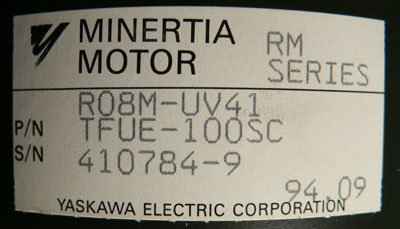 MINERTIA
MOTOR
RM
SERIES
R08M-UV41
P/N TFUE-100SC
S/N 410784-9
94.09
YASKAWA ELECTRIC CORPORATION